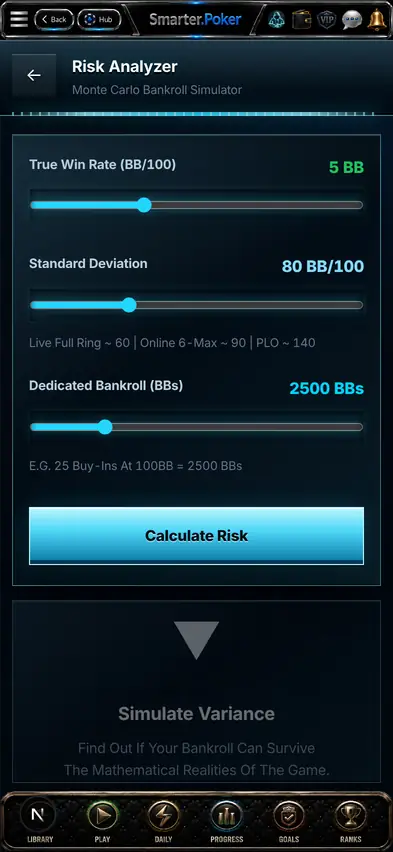 Back
Hub
Smarter.Poker
VIP
Risk Analyzer
Monte Carlo Bankroll Simulator
True Win Rate (BB/100)
5 BB
Standard Deviation
80 BB/100
Live Full Ring ~ 60 | Online 6-Max ~ 90 | PLO ~ 140
Dedicated Bankroll (BBs)
2500 BBs
E.G. 25 Buy-Ins At 100BB = 2500 BBs
Calculate Risk
Simulate Variance
Find Out If Your Bankroll Can Survive
The Mathematical Realities Of The Game.
N
LIBRARY
PLAY
DAILY
PROGRESS
GOALS
RANKS